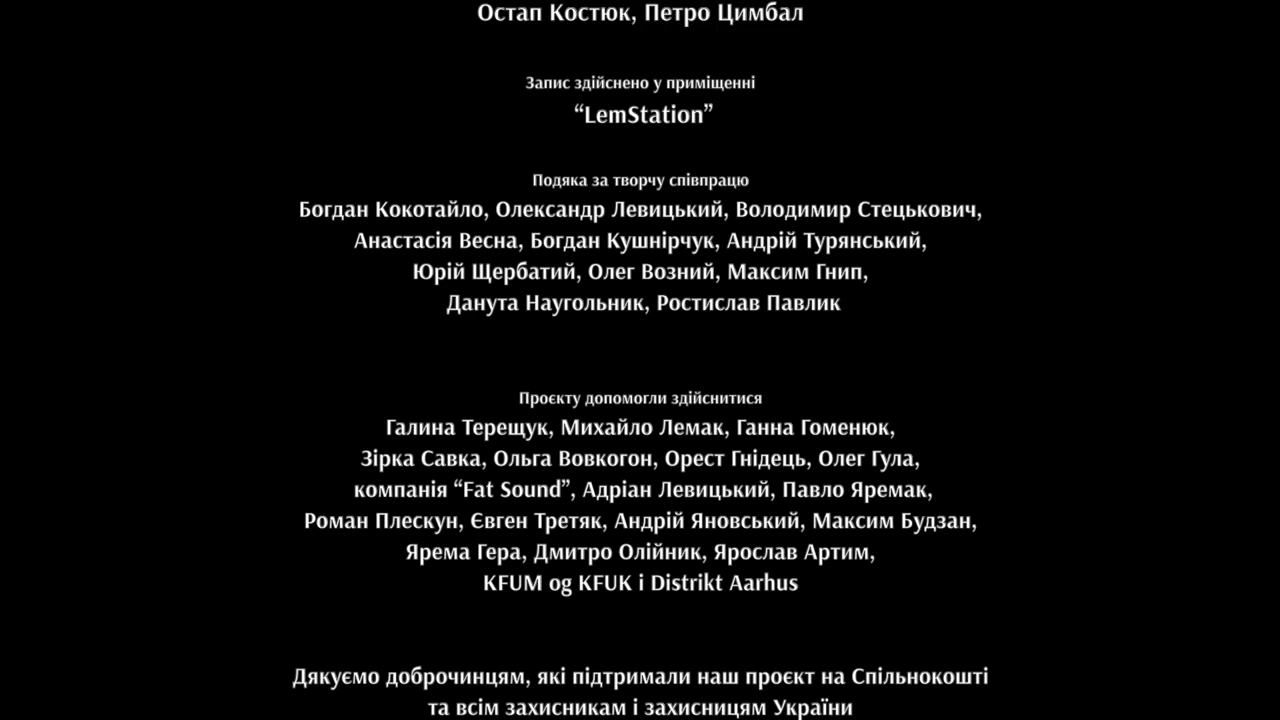 Остап Костюк, Петро Цимбал
Запис здійснено у приміщенні
“LemStation”
Подяка за творчу співпрацю
Богдан Кокотайло, Олександр Левицький, Володимир Стецькович,
Анастасія Весна, Богдан Кушнірчук, Андрій Турянський,
Юрій Щербатий, Олег Возний, Максим Гнип,
Данута Наугольник, Ростислав Павлик
Проєкту допомогли здійснитися
Галина Терещук, Михайло Лемак, Ганна Гоменюк,
Зірка Савка, Ольга Вовкогон, Орест Гнідець, Олег Гула,
компанія “Fat Sound”, Адріан Левицький, Павло Яремак,
Роман Плескун, Євген Третяк, Андрій Яновський, Максим Будзан,
Ярема Гера, Дмитро Олійник, Ярослав Артим,
KFUM og KFUK i Distrikt Aarhus
Дякуємо доброчинцям, які підтримали наш проєкт на Спільнокошті
та всім захисникам і захисницям України